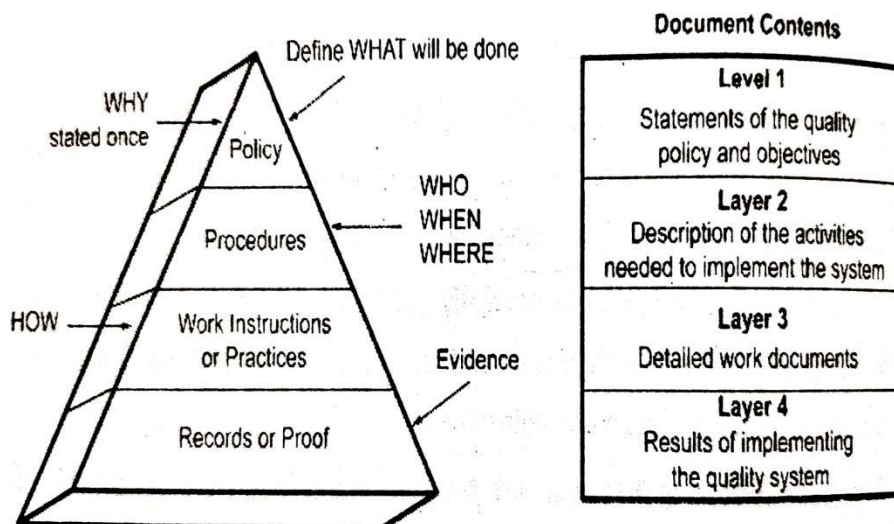 Define WHAT will be done
WHY
stated once
Policy
WHO
WHEN
WHERE
Procedures
HOW
Work Instructions
or Practices
Evidence
Records or Proof
Document Contents
Level 1
Statements of the quality
policy and objectives
Layer 2
Description of the activities
needed to implement the system
Layer 3
Detailed work documents
Layer 4
Results of implementing
the quality system